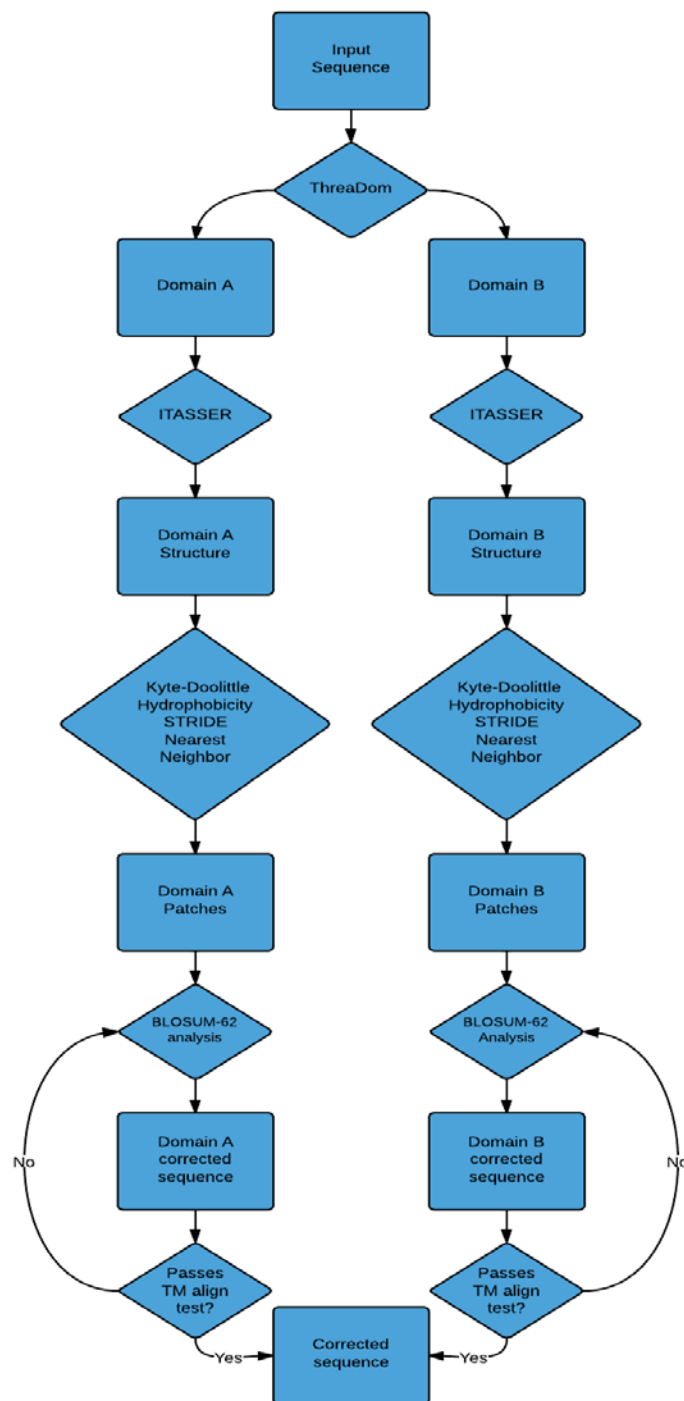 Input
Sequence
ThreaDom
Domain A
Domain B
ITASSER
ITASSER
Domain A
Structure
Domain B
Structure
Kyte-Doolittle
Hydrophobicity
STRIDE
Nearest
Neighbor
Kyte-Doolittle
Hydrophobicity
STRIDE
Nearest
Neighbor
Domain A
Patches
Domain B
Patches
BLOSUM-62
analysis
BLOSUM-62
Analysis
Domain A
corrected
sequence
Domain B
corrected
sequence
No
No
Passes
TM align
test?
Passes
TM align
test?
Yes
Yes
Corrected
sequence